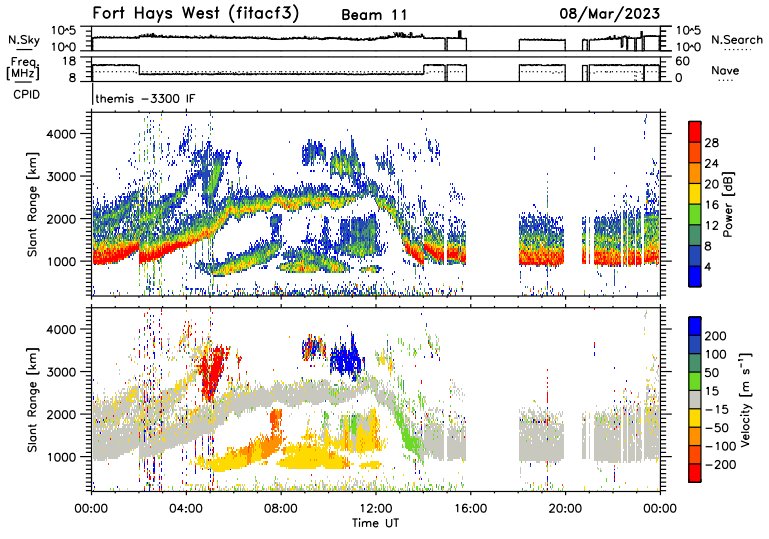 Fort Hays West (fitacf3) Beam 11 08/Mar/2023
N.Sky 10^5 10^0 10^5 10^0 N.Search
Freq. [MHz] 18 8 60 0 Nave
CPID themis -3300 IF
Slant Range [km] 4000 3000 2000 1000
Power [dB] 28 24 20 16 12 8 4
Slant Range [km] 4000 3000 2000 1000
Velocity [m s⁻¹] 200 100 50 15 -15 -50 -100 -200
00:00 04:00 08:00 12:00 16:00 20:00 00:00
Time UT